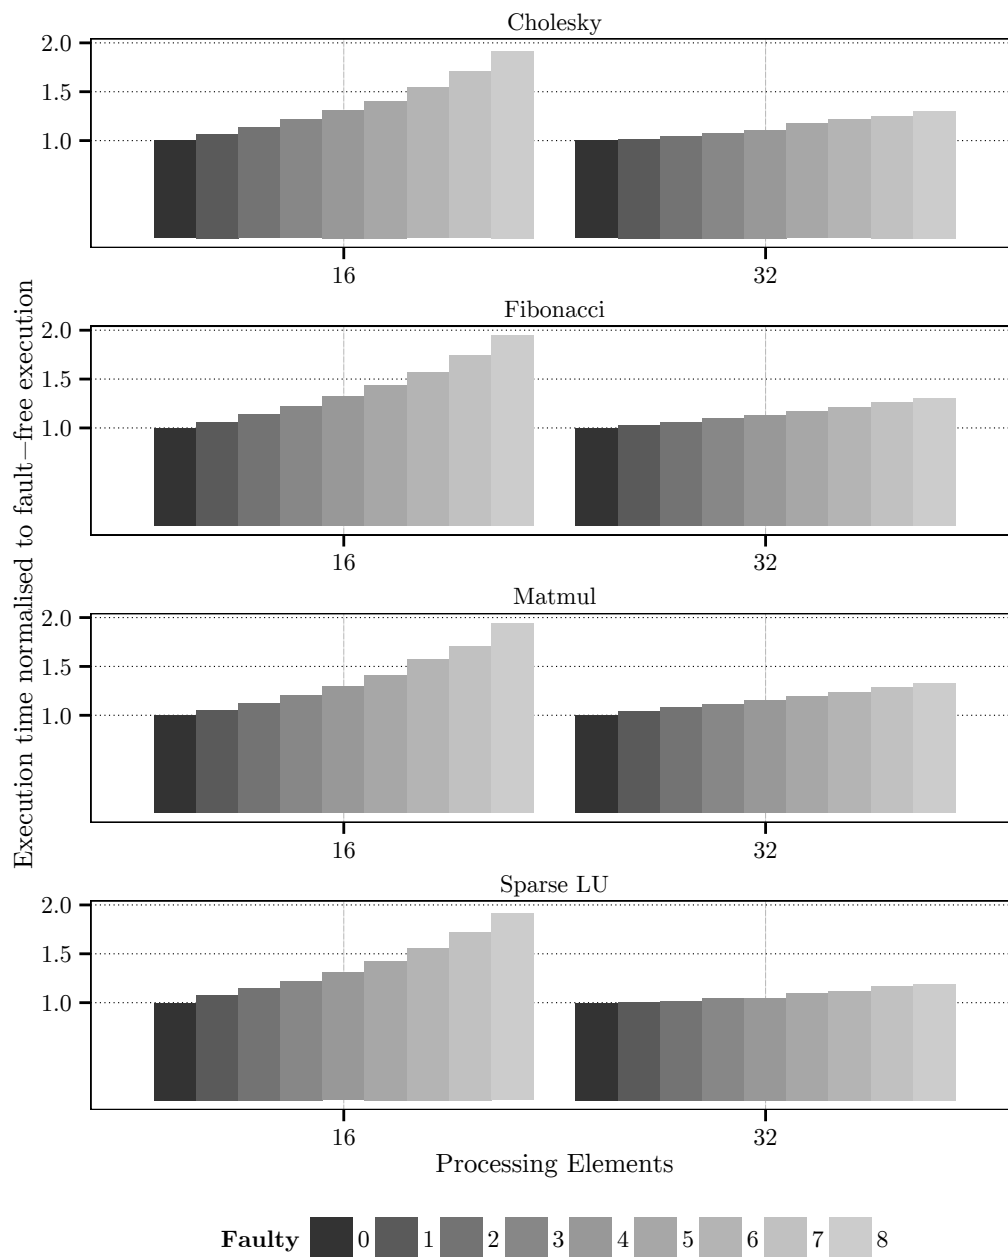 Cholesky
2.0
1.5
1.0
16 32
Fibonacci
2.0
1.5
1.0
16 32
Matmul
2.0
1.5
1.0
16 32
Sparse LU
2.0
1.5
1.0
16 32
Execution time normalised to fault−free execution
Processing Elements
Faulty 0 1 2 3 4 5 6 7 8